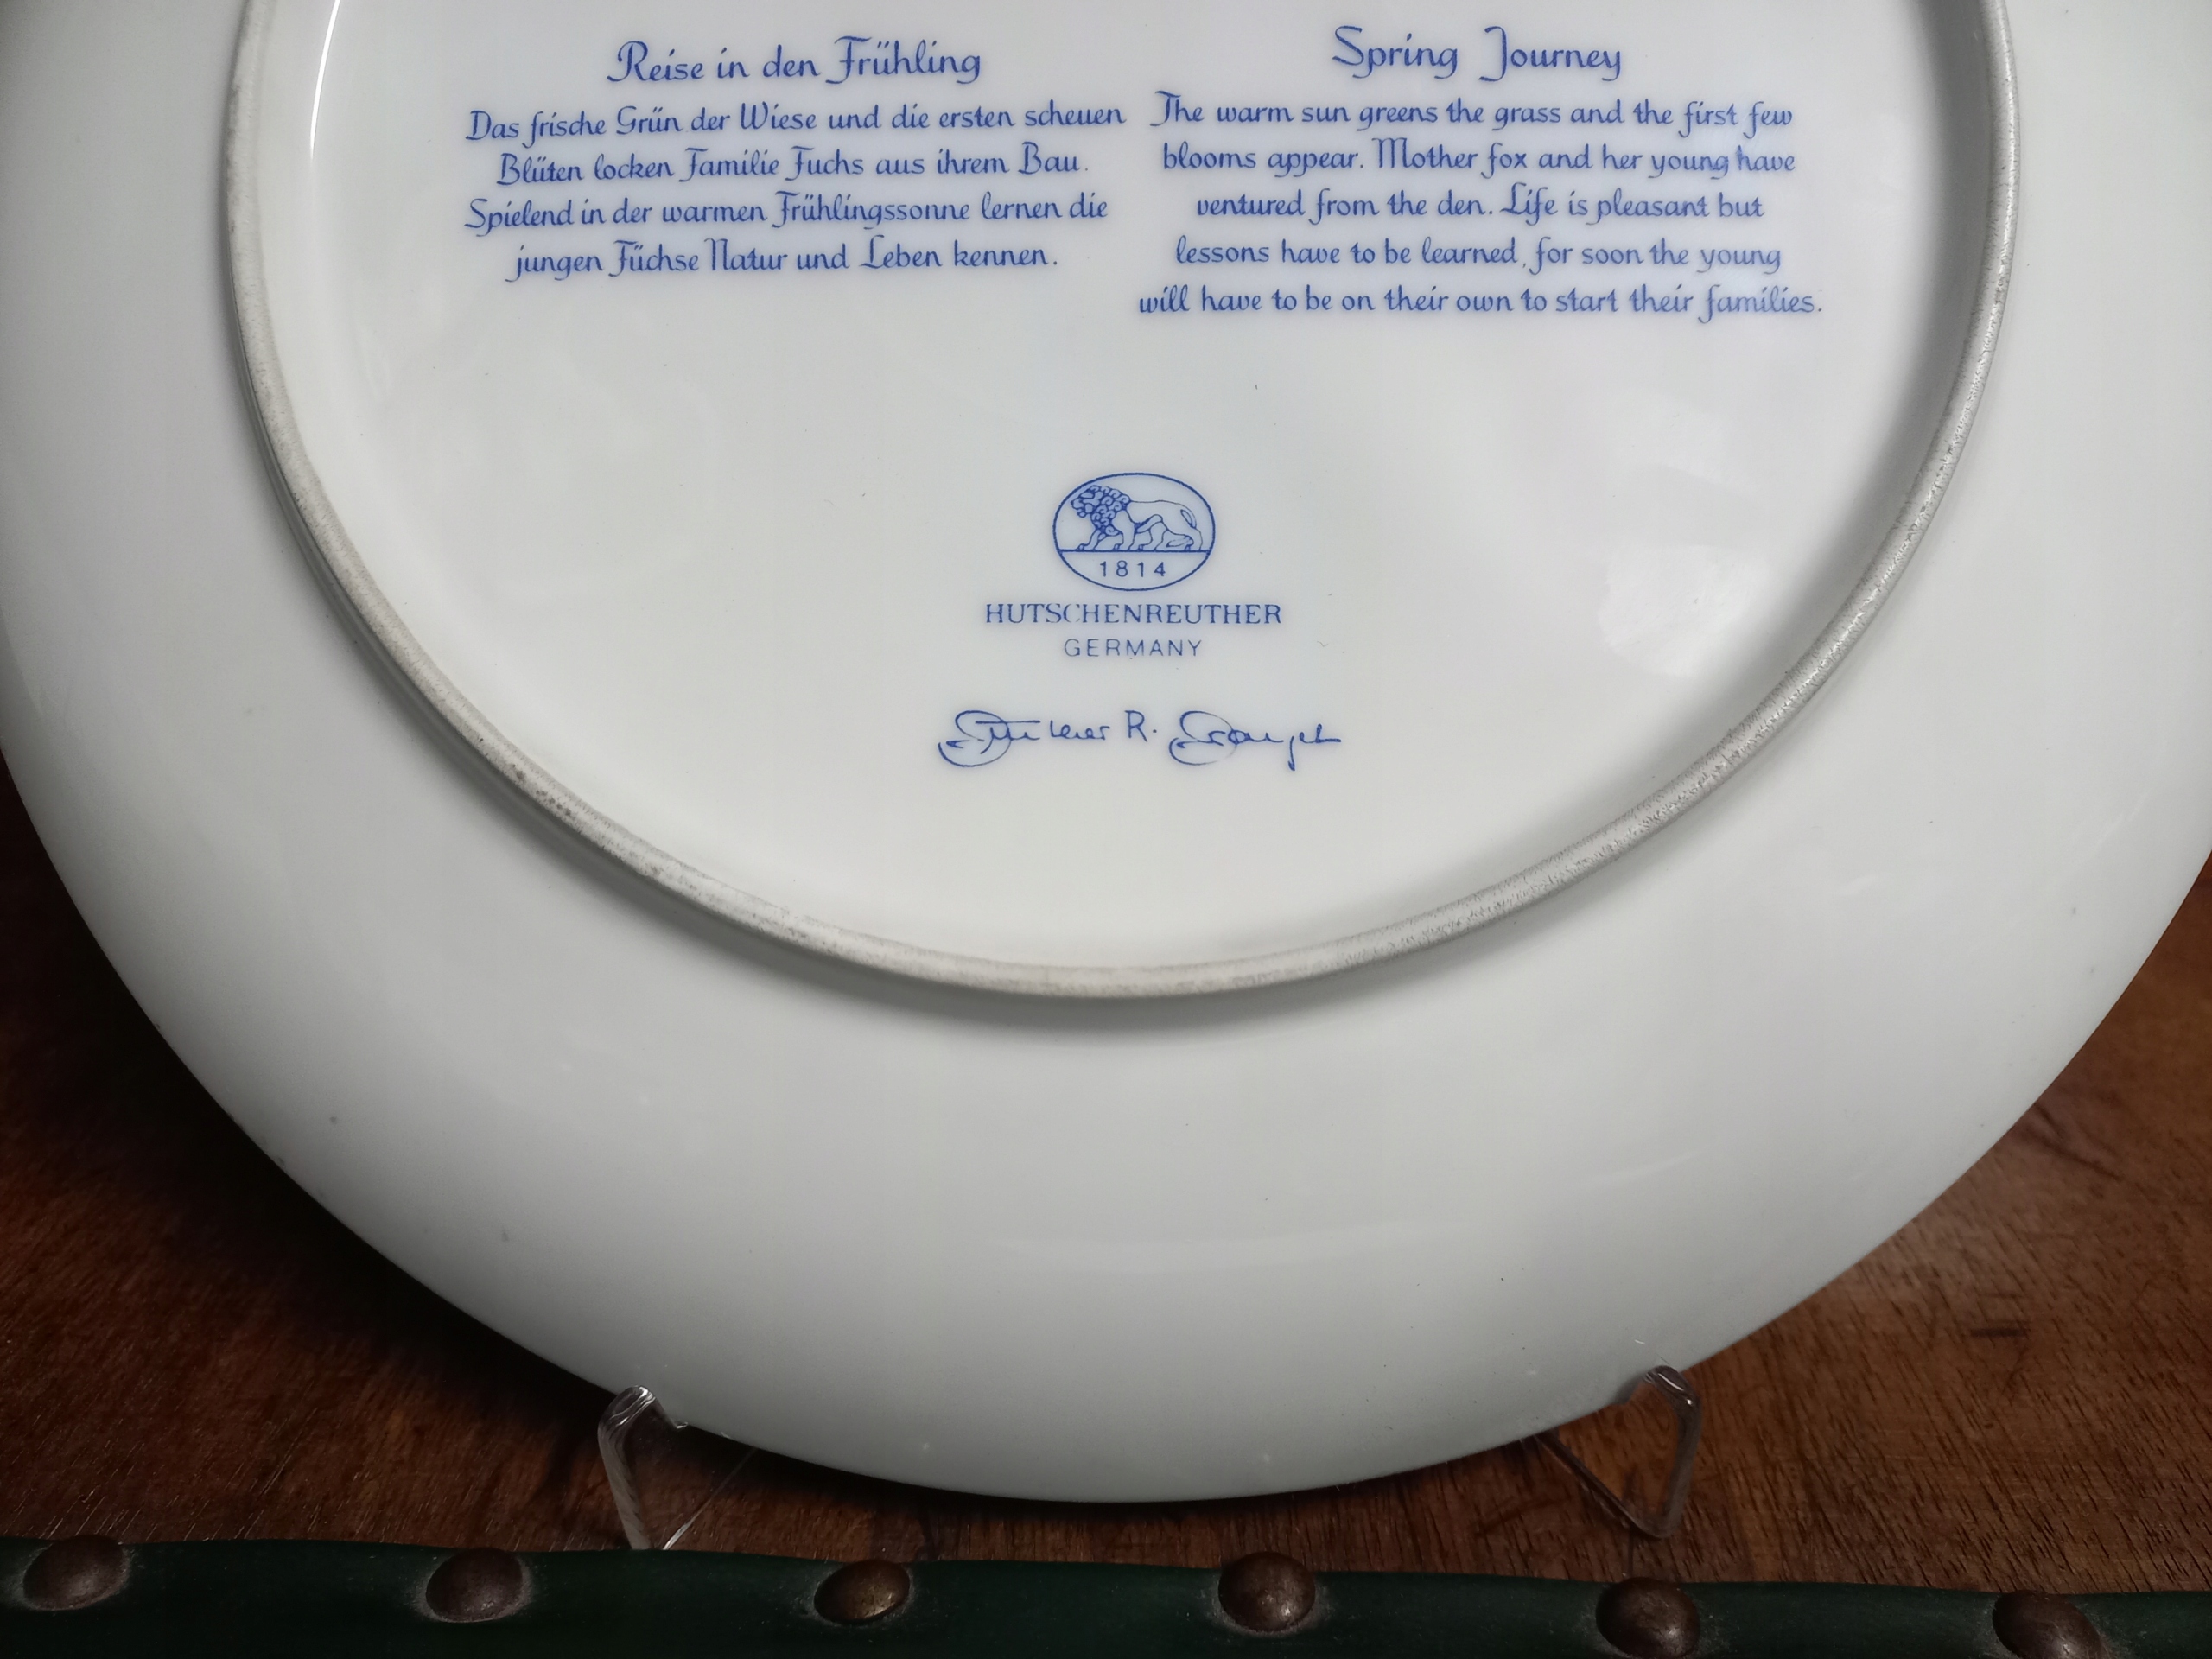 Reise in den Frühling
Das frische Grün der Wiese und die ersten scheuen
Blüten locken Familie Fuchs aus ihrem Bau.
Spielend in der warmen Frühlingssonne lernen die
jungen Füchse Natur und Leben kennen.
Spring Journey
The warm sun greens the grass and the first few
blooms appear. Mother fox and her young have
ventured from the den. Life is pleasant but
lessons have to be learned, for soon the young
will have to be on their own to start their families.
1814
HUTSCHENREUTHER
GERMANY
R.